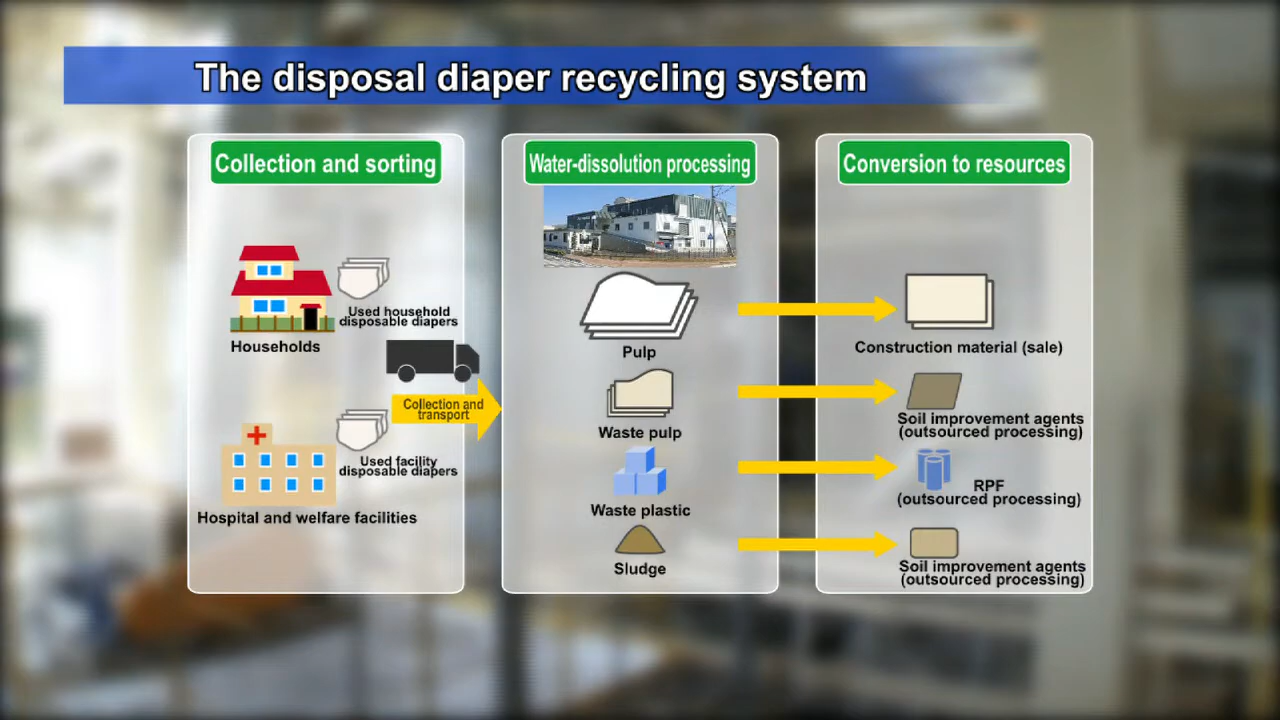 The disposal diaper recycling system
Collection and sorting
Used household
disposable diapers
Households
Collection and
transport
Used facility
disposable diapers
Hospital and welfare facilities
Water-dissolution processing
Pulp
Waste pulp
Waste plastic
Sludge
Conversion to resources
Construction material (sale)
Soil improvement agents
(outsourced processing)
RPF
(outsourced processing)
Soil improvement agents
(outsourced processing)